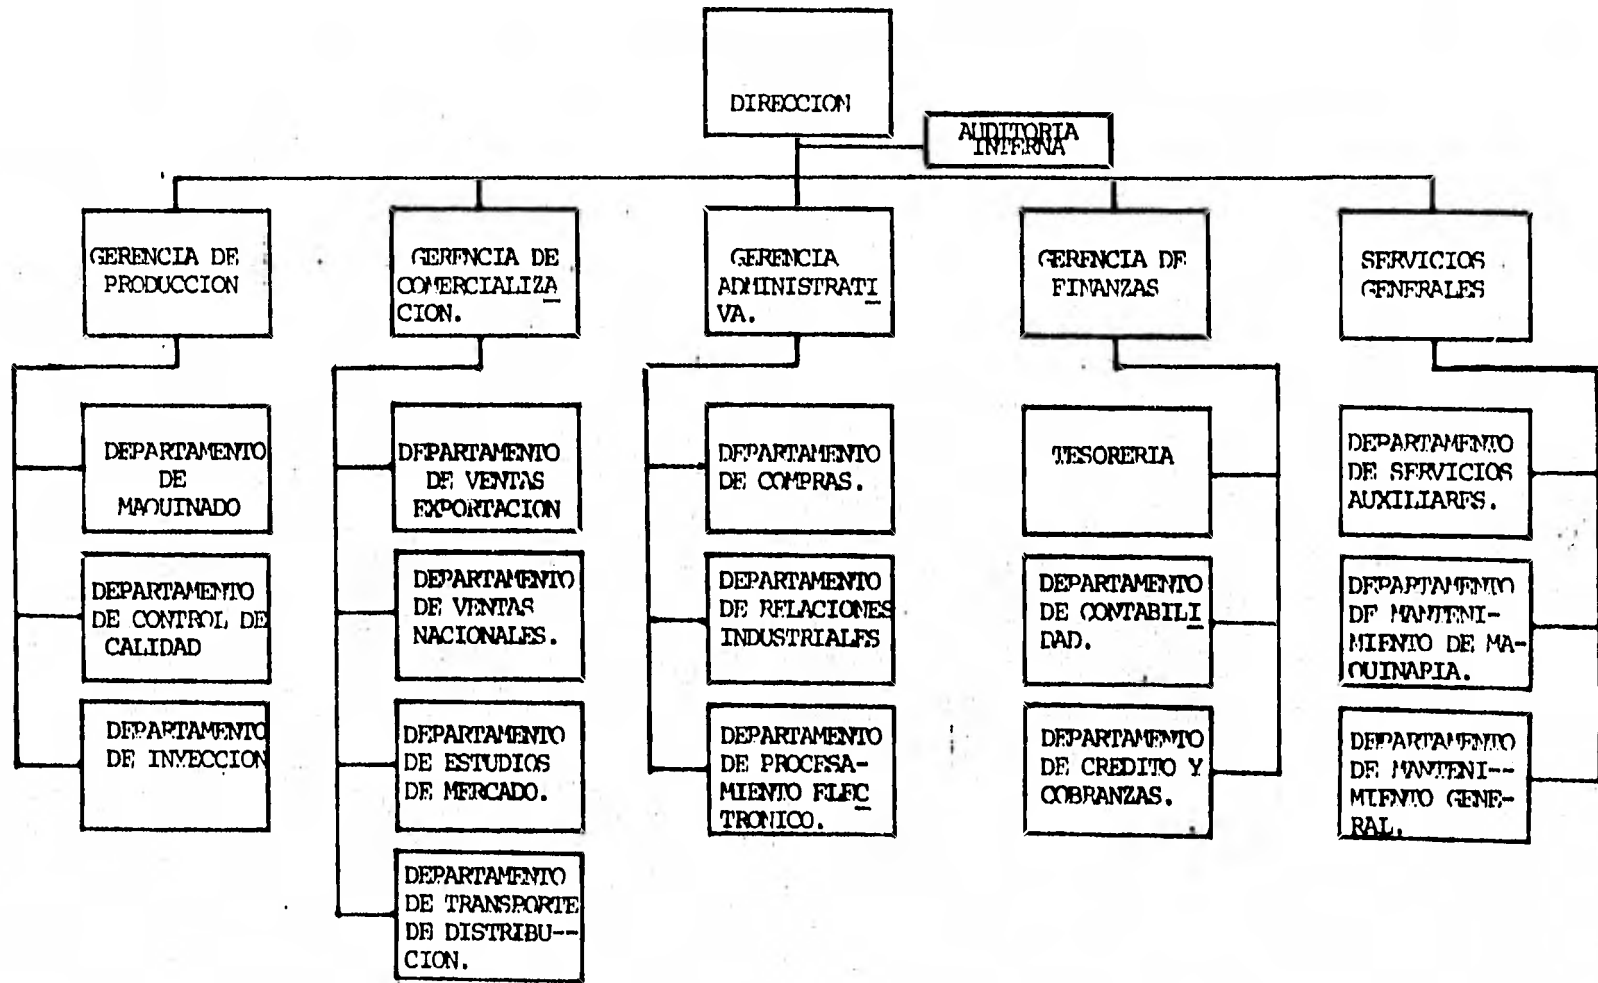 DIRECCION
AUDITORIA
INTERNA
GERENCIA DE
PRODUCCION
GERENCIA DE
COMERCIALIZA
CION.
GERENCIA
ADMINISTRATI
VA.
GERENCIA DE
FINANZAS
SERVICIOS
GENERALES
DEPARTAMENTO
DE
MAQUINADO
DEPARTAMENTO
DE CONTROL DE
CALIDAD
DEPARTAMENTO
DE INYECCION
DEPARTAMENTO
DE VENTAS
EXPORTACION
DEPARTAMENTO
DE VENTAS
NACIONALES.
DEPARTAMENTO
DE ESTUDIOS
DE MERCADO.
DEPARTAMENTO
DE TRANSPORTE
DE DISTRIBU--
CION.
DEPARTAMENTO
DE COMPRAS.
DEPARTAMENTO
DE RELACIONES
INDUSTRIALES
DEPARTAMENTO
DE PROCESA-
MIENTO ELEC
TRONICO.
TESORERIA
DEPARTAMENTO
DE CONTABILI
DAD.
DEPARTAMENTO
DE CREDITO Y
COBRANZAS.
DEPARTAMENTO
DE SERVICIOS
AUXILIARES.
DEPARTAMENTO
DE MANTENI-
MIENTO DE MA-
QUINARIA.
DEPARTAMENTO
DE MANTENI--
MIENTO GENE-
RAL.